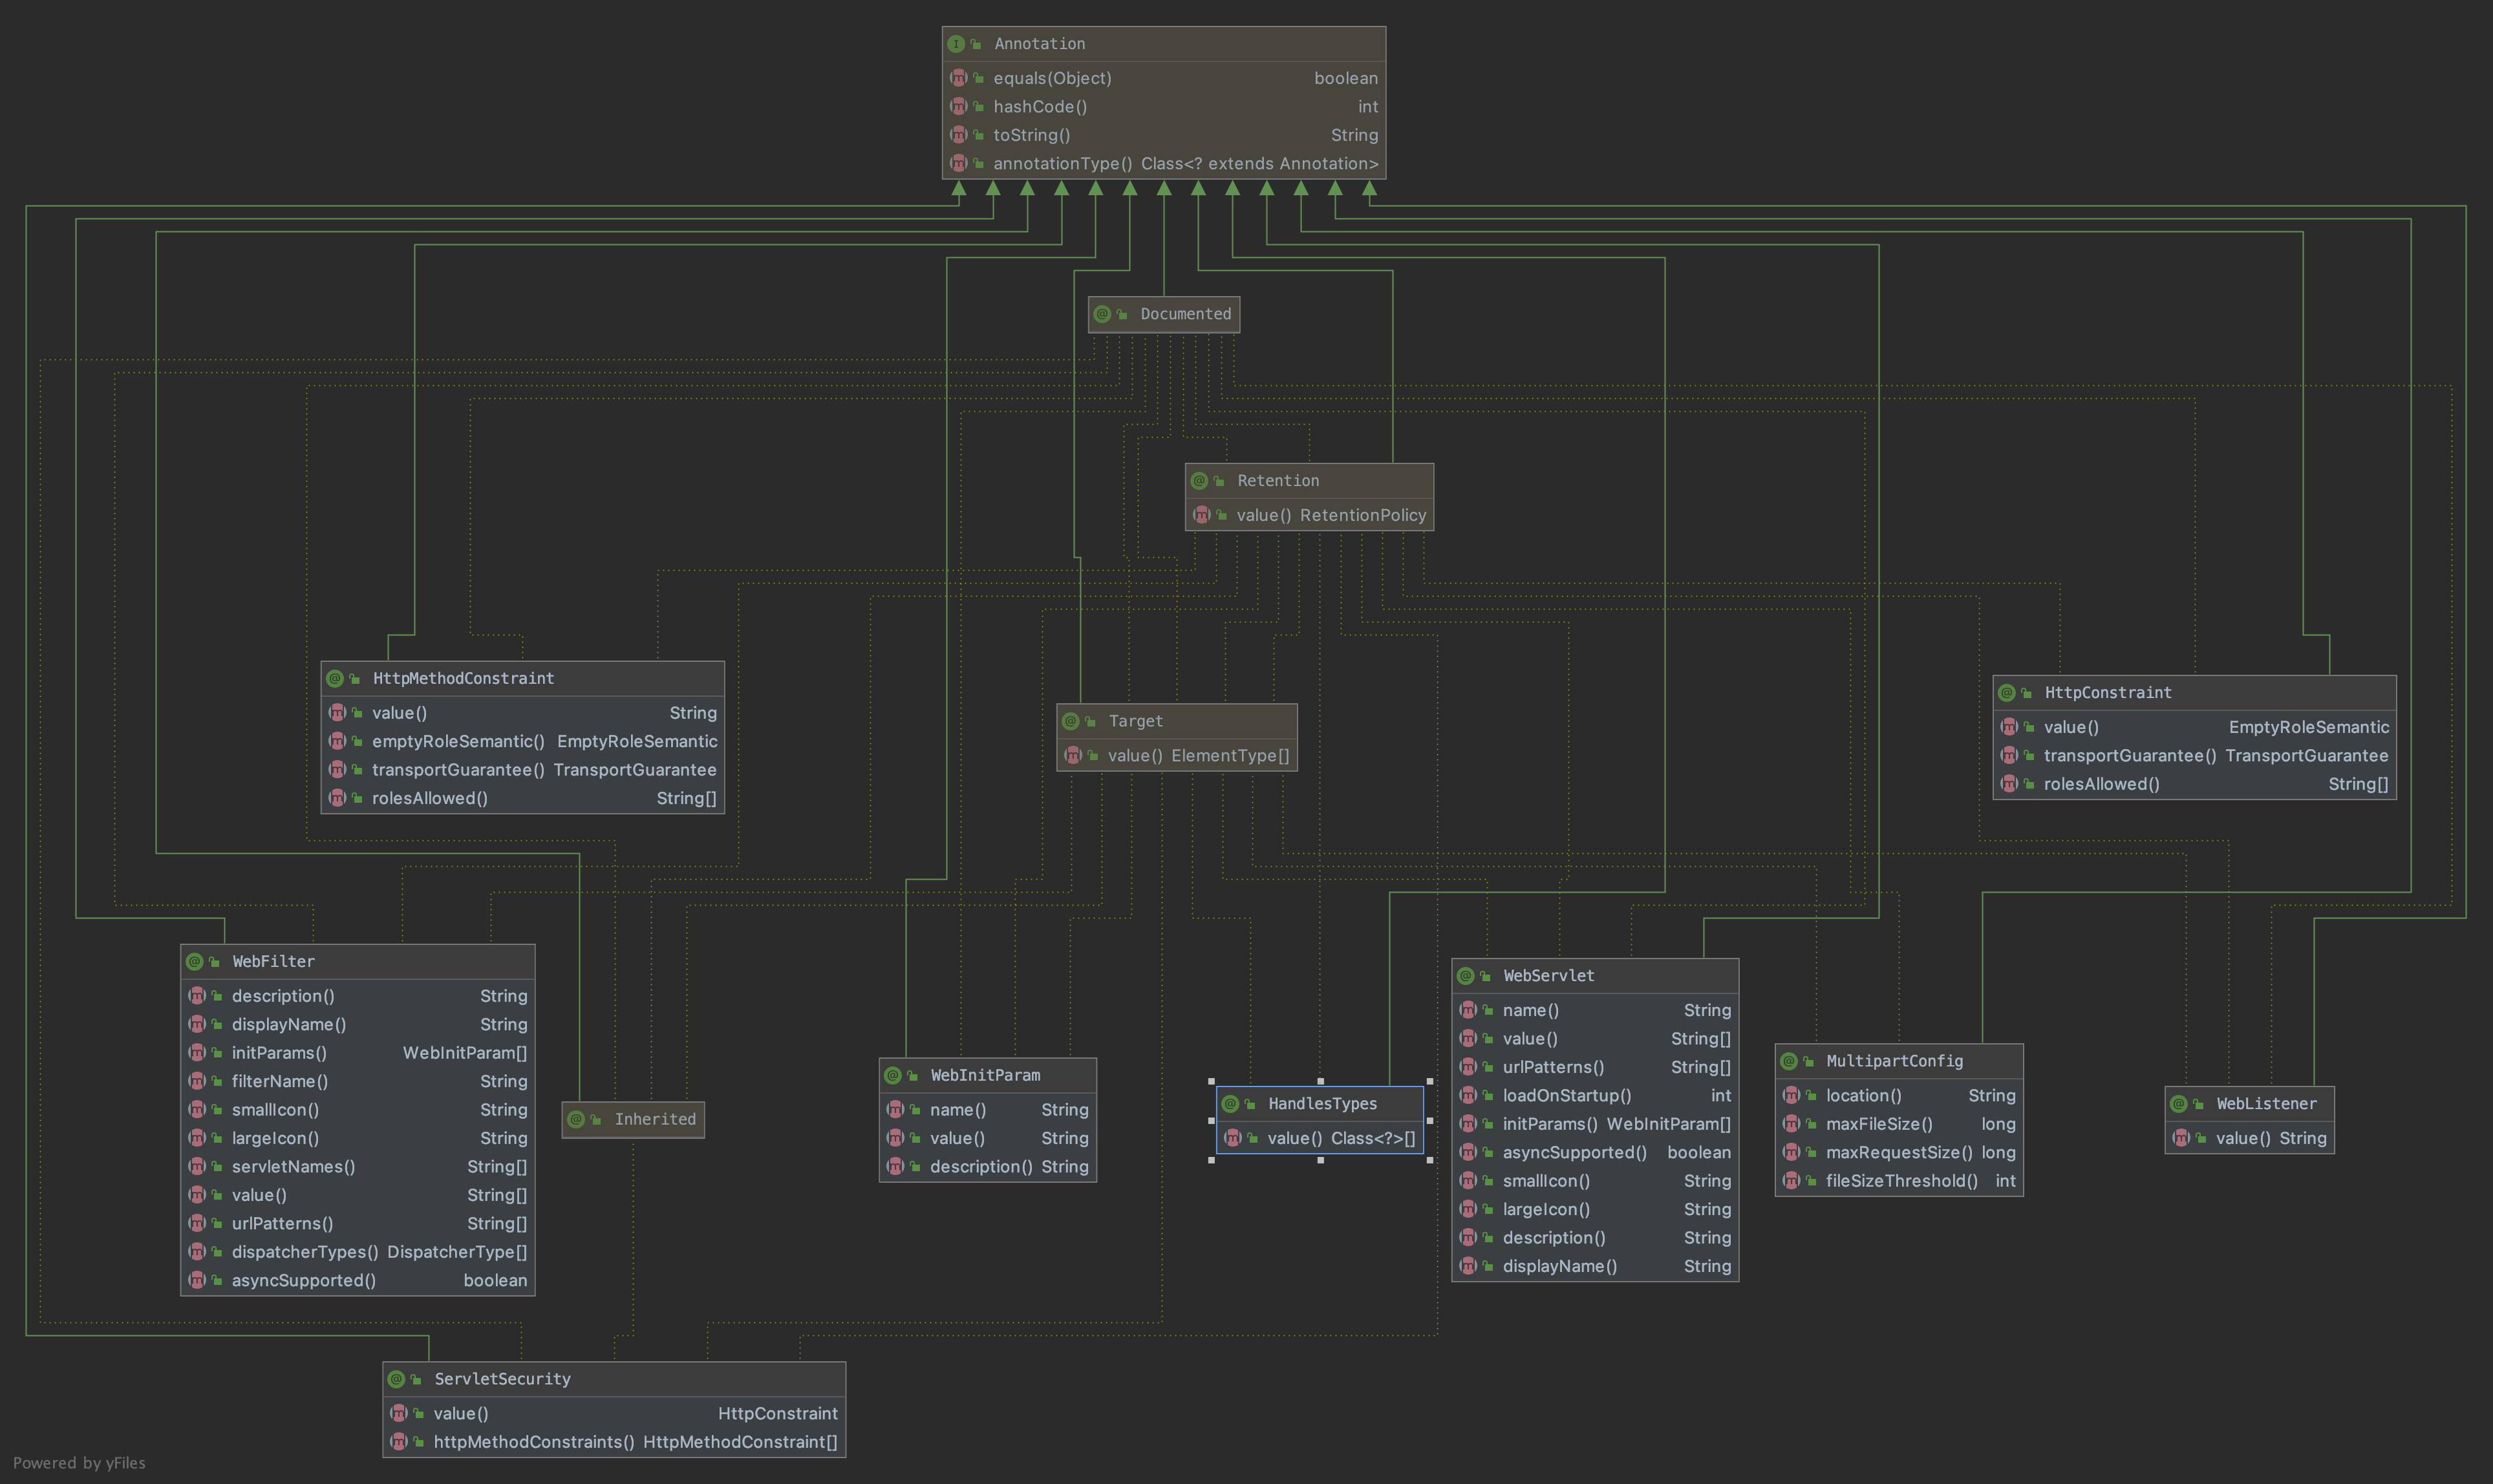 Annotation
equals(Object) boolean
hashCode() int
toString() String
annotationType() Class<? extends Annotation>
Documented
Retention
value() RetentionPolicy
HttpMethodConstraint
value() String
emptyRoleSemantic() EmptyRoleSemantic
transportGuarantee() TransportGuarantee
rolesAllowed() String[]
Target
value() ElementType[]
HttpConstraint
value() EmptyRoleSemantic
transportGuarantee() TransportGuarantee
rolesAllowed() String[]
WebFilter
description() String
displayName() String
initParams() WebInitParam[]
filterName() String
smallIcon() String
largeIcon() String
servletNames() String[]
value() String[]
urlPatterns() String[]
dispatcherTypes() DispatcherType[]
asyncSupported() boolean
Inherited
WebInitParam
name() String
value() String
description() String
HandlesTypes
value() Class<?>[]
WebServlet
name() String
value() String[]
urlPatterns() String[]
loadOnStartup() int
initParams() WebInitParam[]
asyncSupported() boolean
smallIcon() String
largeIcon() String
description() String
displayName() String
MultipartConfig
location() String
maxFileSize() long
maxRequestSize() long
fileSizeThreshold() int
WebListener
value() String
ServletSecurity
value() HttpConstraint
httpMethodConstraints() HttpMethodConstraint[]
Powered by yFiles